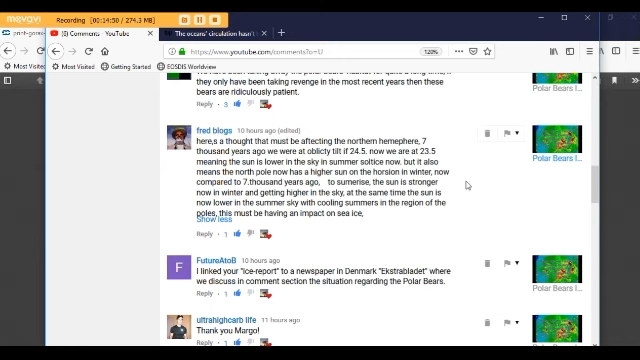 movavi Recording 00:14:50 | 274.3 MB
(1) Comments - YouTube The oceans' circulation hasn't
https://www.youtube.com/comments?o=U 120%
Most Visited Getting Started EOSDIS Worldview
they only have been taking revenge in the most recent years then these
bears are ridiculously patient.
Reply 3
Polar Bears I...
fred blogs 10 hours ago (edited)
here,s a thought that must be affecting the northern hemephere, 7
thousand years ago we were at oblicty tilt if 24.5. now we are at 23.5
meaning the sun is lower in the sky in summer soltice now. but it also
means the north pole now has a higher sun on the horsion in winter, now
compared to 7.thousand years ago, to sumerise, the sun is stronger
now in winter and getting higher in the sky, at the same time the sun is
now lower in the summer sky with cooling summers in the region of the
poles, this must be having an impact on sea ice,
Show less
Reply 1
Polar Bears I...
FutureAtoB 10 hours ago
I linked your "ice-report" to a newspaper in Denmark "Ekstrabladet" where
we discuss in comment section the situation regarding the Polar Bears.
Reply 1
Polar Bears I...
F
ultrahighcarb life 11 hours ago
Thank you Margo!
Reply 1